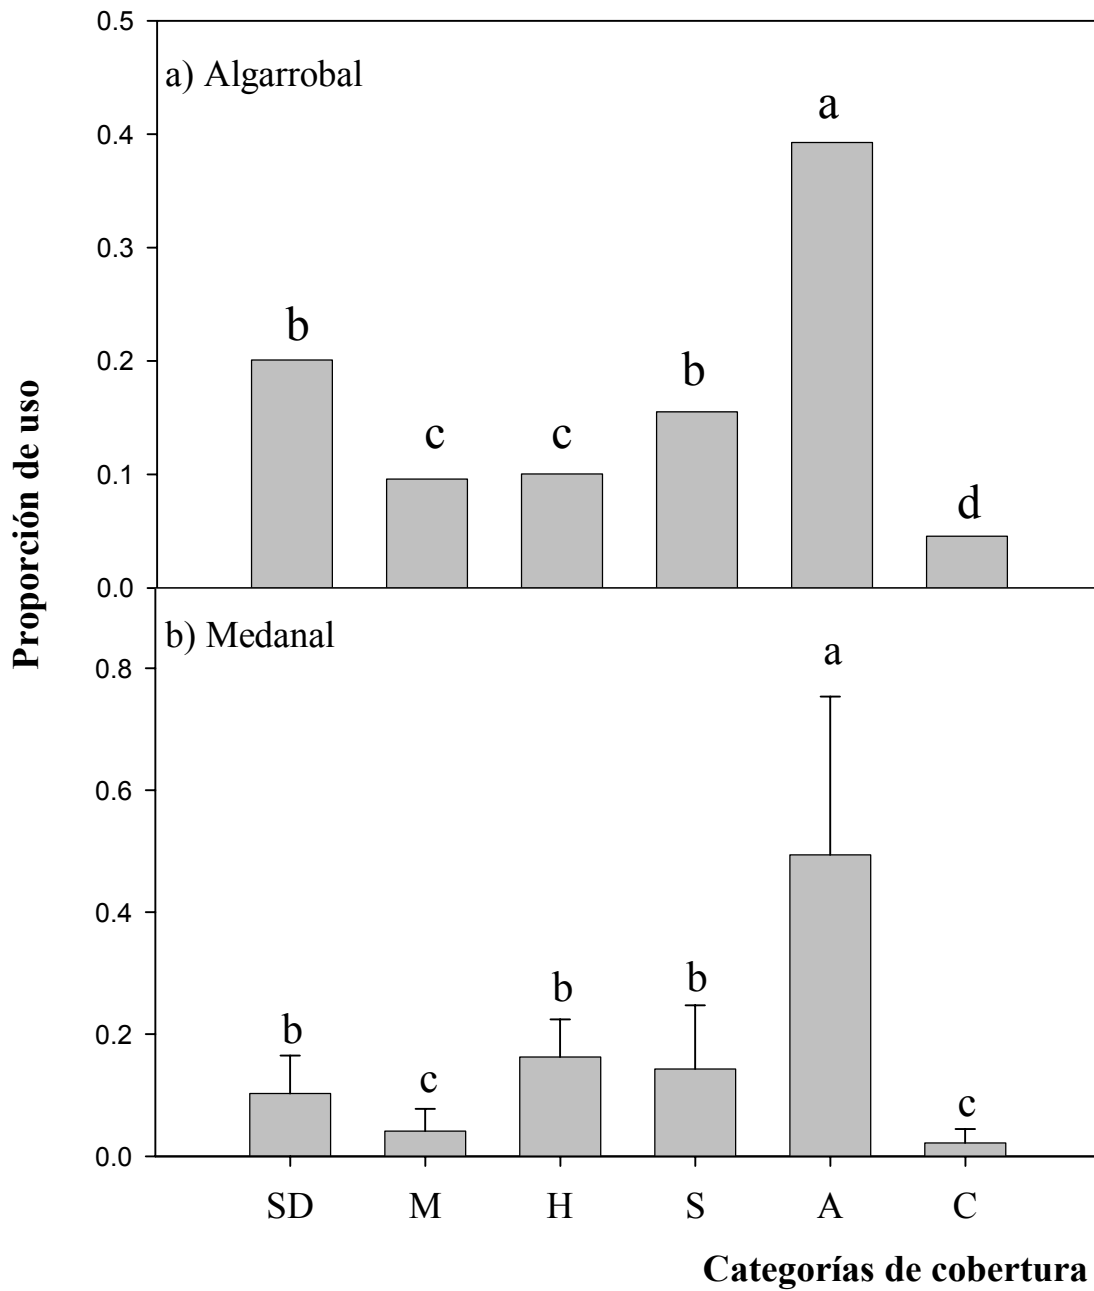 0.5
a) Algarrobal
a
0.4
0.3
b
b
0.2
c
c
0.1
d
0.0
Proporción de uso
b) Medanal
a
0.8
0.6
0.4
b
b
0.2
b
c
c
0.0
SD M H S A C
Categorías de cobertura